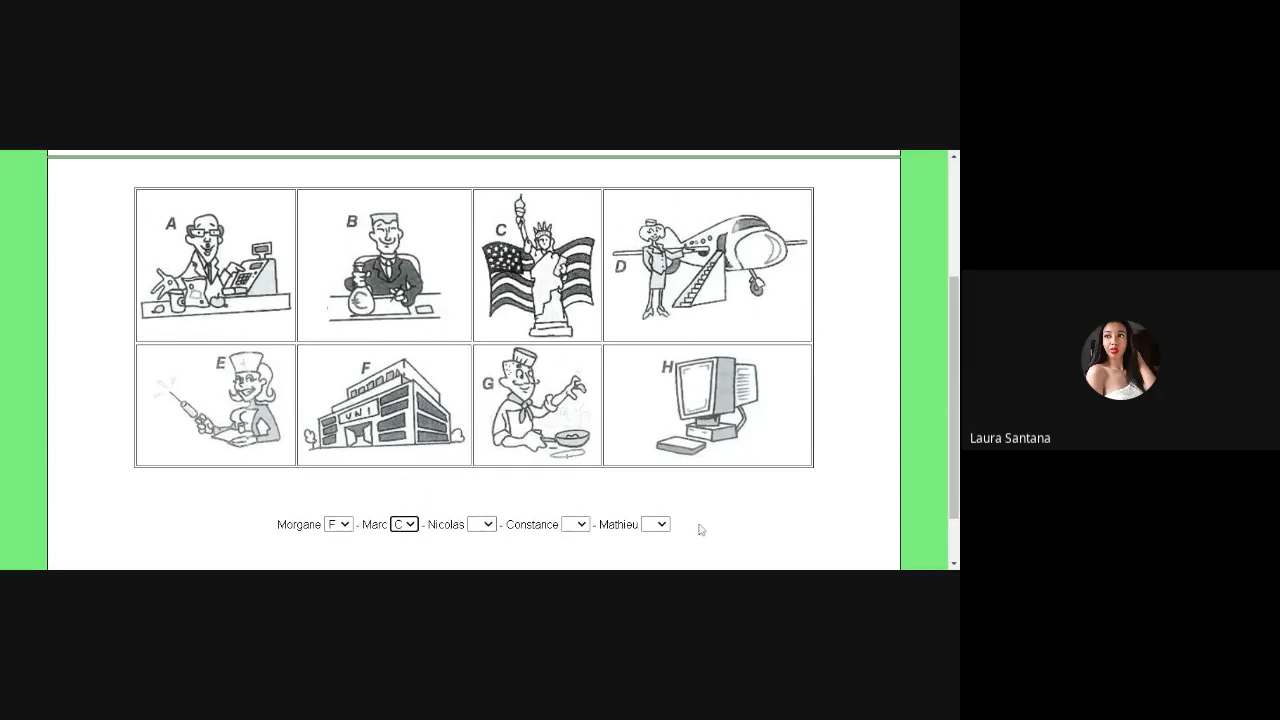 A
B
C
D
E
F
UNI
G
H
Morgane F - Marc C - Nicolas - Constance - Mathieu
Laura Santana